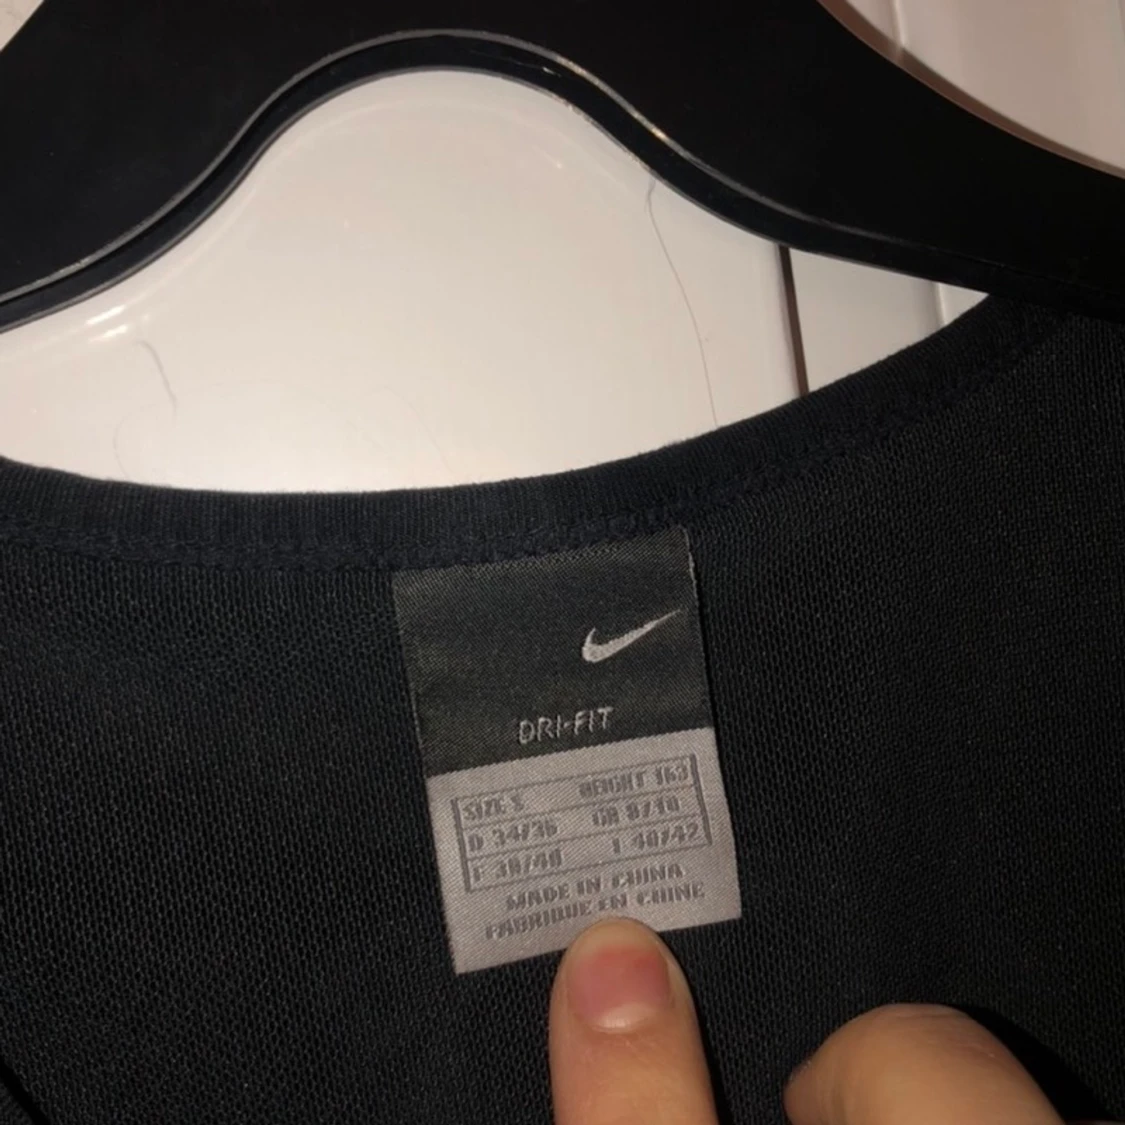 DRI-FIT
SIZE S HEIGHT 163
D 34/36 GB 8/10
F 38/40 I 40/42
MADE IN CHINA
FABRIQUE EN CHINE